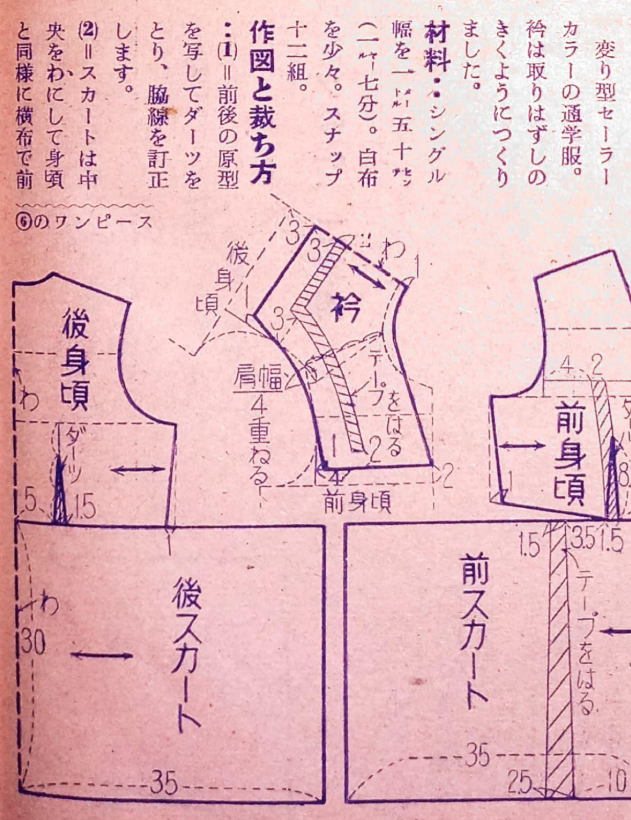 変り型セーラー
カラーの通学服。
衿は取りはずしの
きくようにつくり
ました。
材料：シングル
幅を一メートル五十センチ
（一ヤール七分）。白布
を少々。スナップ
十二組。
作図と裁ち方
：⑴＝前後の原型
を写してダーツを
とり、脇線を訂正
します。
⑵＝スカートは中
央をわにして身頃
と同様に横布で前
⑥のワンピース
後身頃
わ
ダーツ
5
1.5
1
後身頃
3
3
2
わ
1
衿
1
3
肩幅
4重ねる
テープをはる
1
2
4
2
前身頃
4
2
前身頃
5
8
1
1.5
3.5
1.5
後スカート
わ
30
35
前スカート
テープをはる
35
2.5
10